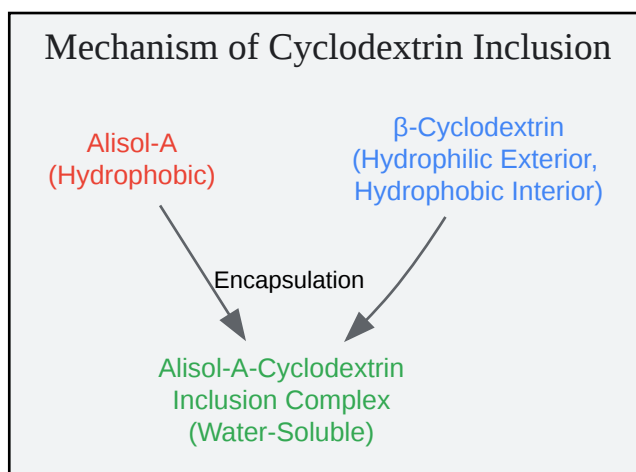 Mechanism of Cyclodextrin Inclusion
Alisol-A
(Hydrophobic)
β-Cyclodextrin
(Hydrophilic Exterior,
Hydrophobic Interior)
Encapsulation
Alisol-A-Cyclodextrin
Inclusion Complex
(Water-Soluble)